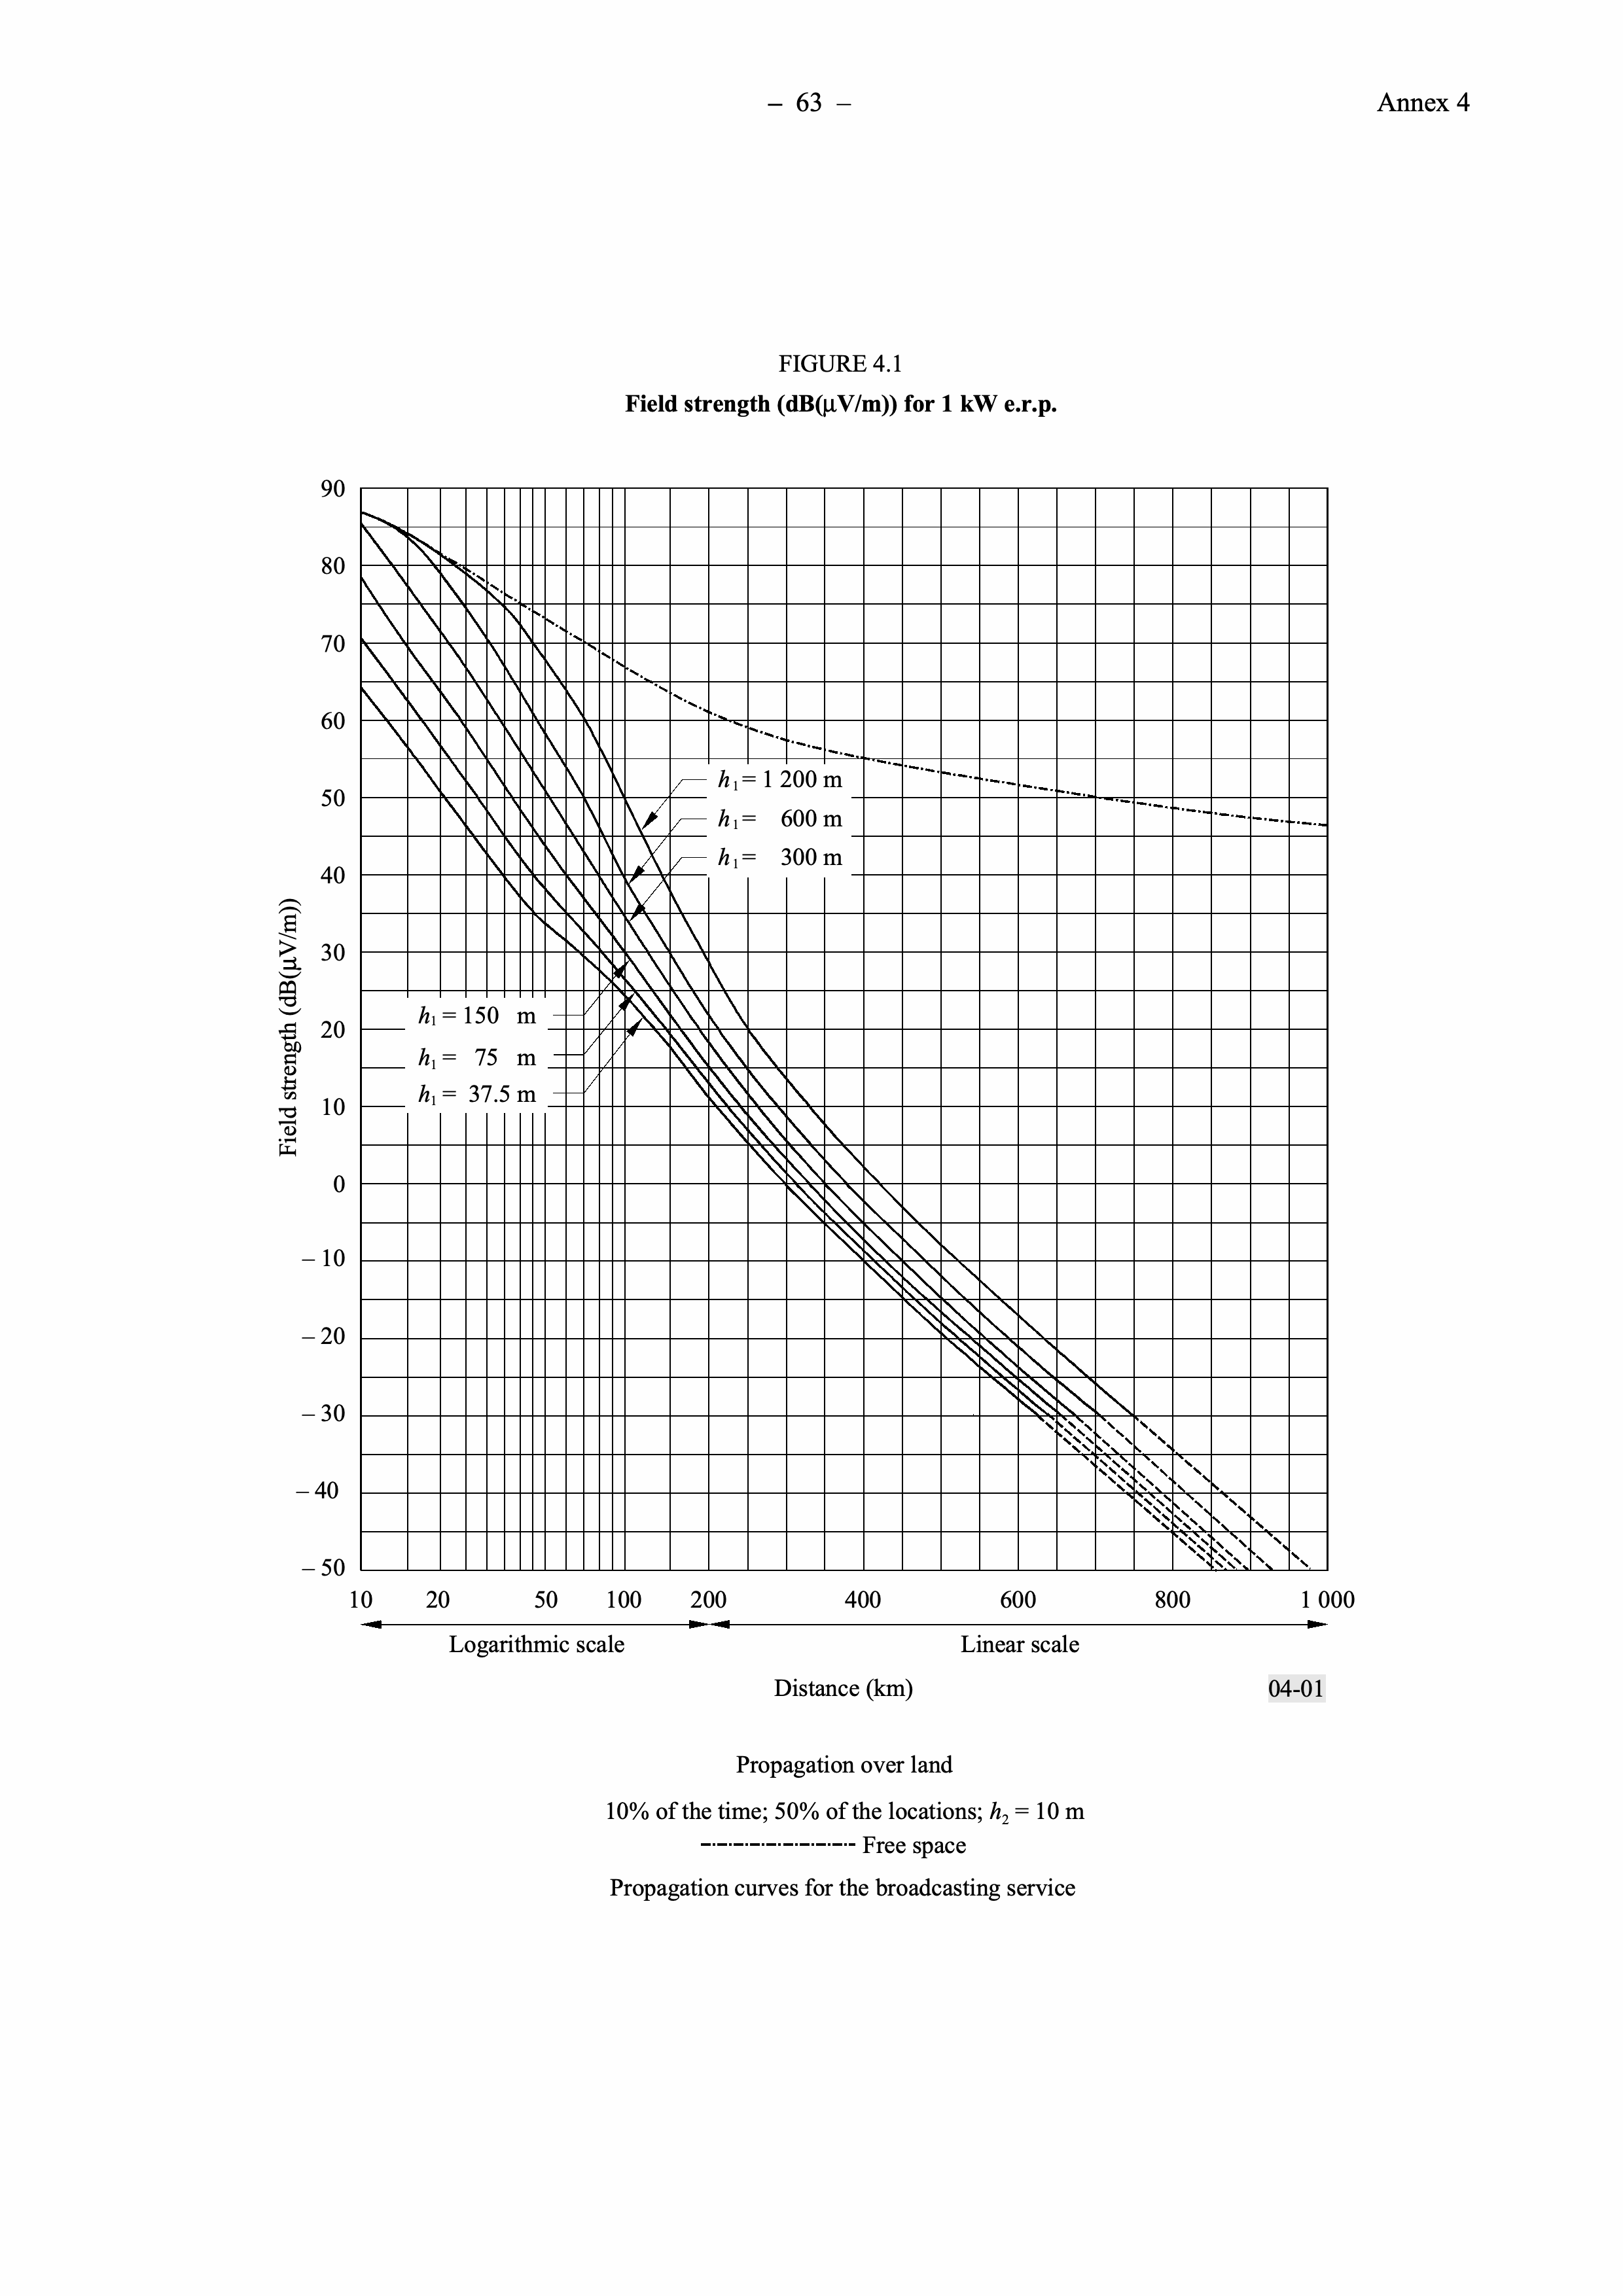 – 63 –
Annex 4
FIGURE 4.1
Field strength (dB(μV/m)) for 1 kW e.r.p.
90
80
70
60
50
40
30
20
10
0
– 10
– 20
– 30
– 40
– 50
Field strength (dB(μV/m))
h1 = 1 200 m
h1 = 600 m
h1 = 300 m
h1 = 150 m
h1 = 75 m
h1 = 37.5 m
10 20 50 100 200 400 600 800 1 000
Logarithmic scale Linear scale
Distance (km)
04-01
Propagation over land
10% of the time; 50% of the locations; h2 = 10 m
Free space
Propagation curves for the broadcasting service